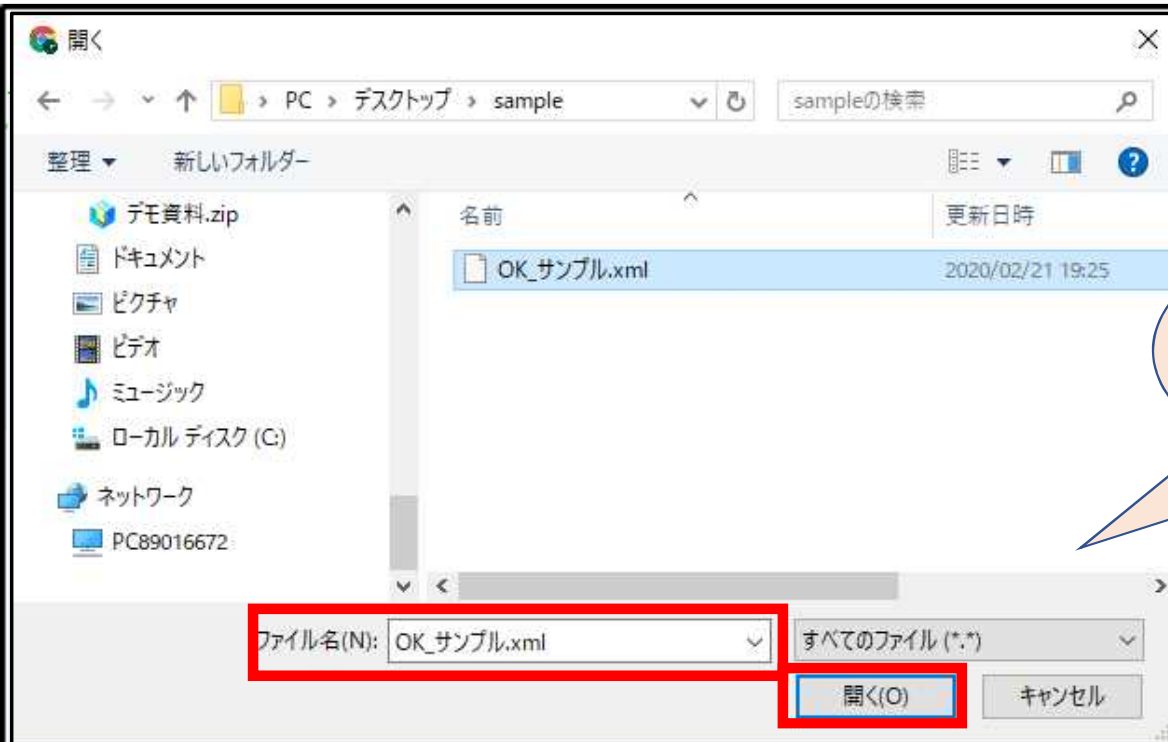 開く
PC › デスクトップ › sample
sampleの検索
整理
新しいフォルダー
デモ資料.zip
ドキュメント
ピクチャ
ビデオ
ミュージック
ローカル ディスク (C:)
ネットワーク
PC89016672
名前
更新日時
OK_サンプル.xml
2020/02/21 19:25
ファイル名(N):
OK_サンプル.xml
すべてのファイル (*.*)
開く(O)
キャンセル